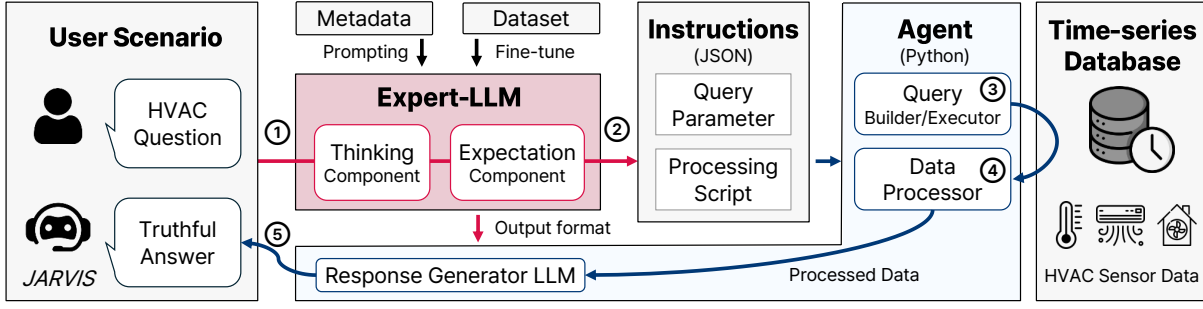 User Scenario
HVAC
Question
JARVIS
Truthful
Answer
Metadata
Dataset
Prompting
Fine-tune
1
Expert-LLM
Thinking
Component
Expectation
Component
2
Output format
Instructions
(JSON)
Query
Parameter
Processing
Script
Agent
(Python)
Query
Builder/Executor
3
Data
Processor
4
5
Response Generator LLM
Processed Data
Time-series
Database
HVAC Sensor Data